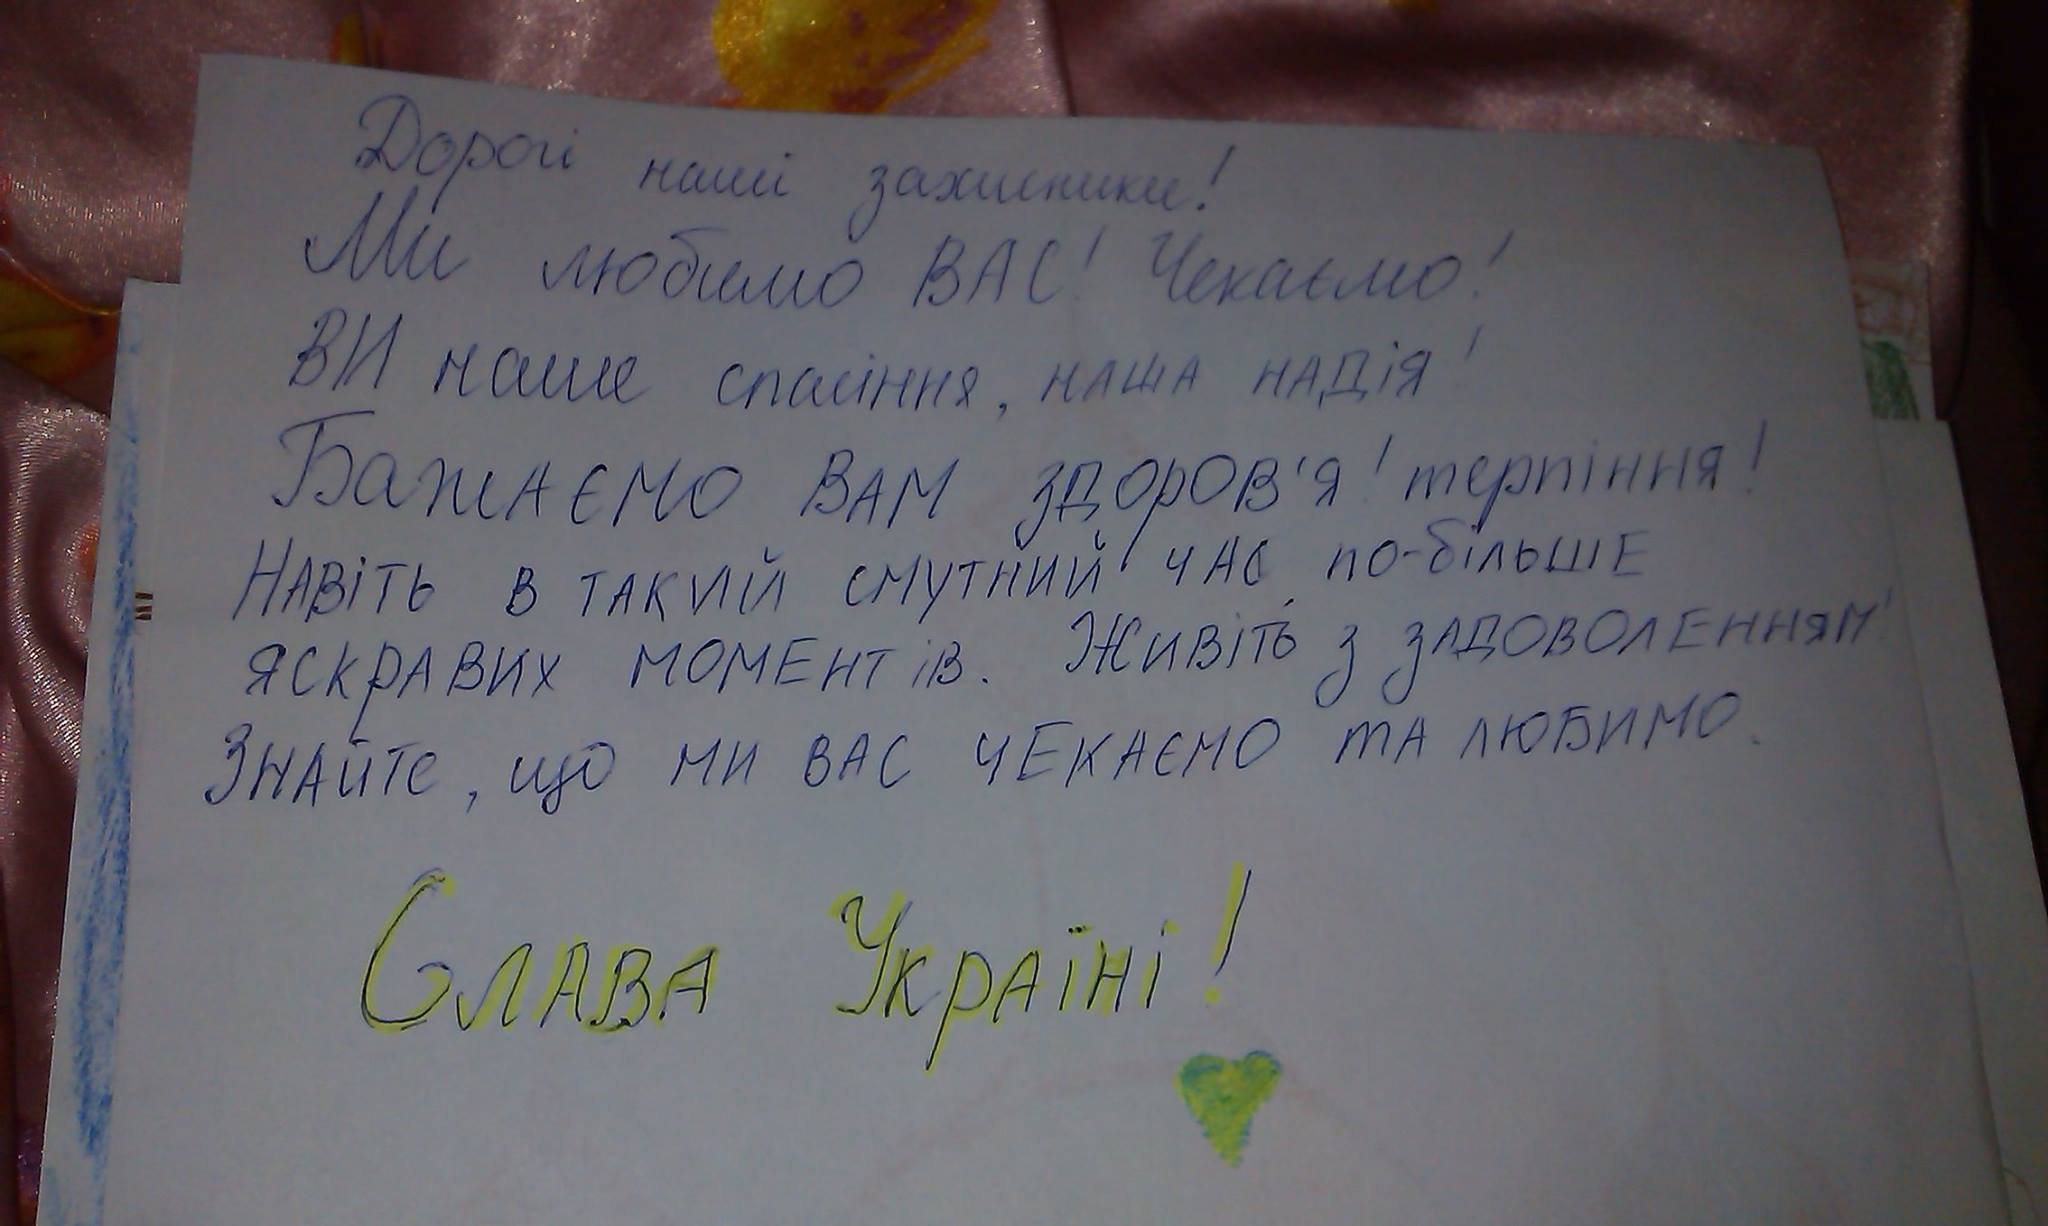 Дорогі наші захисники!
Ми любимо ВАС! Чекаємо!
ВИ наше спасіння, наша надія!
Бажаємо Вам здоров'я! терпіння!
Навіть в такий смутний час по-більше
яскравих моментів. Живіть з задоволенням!
Знайте, що ми вас чекаємо та любимо.
Слава Україні!